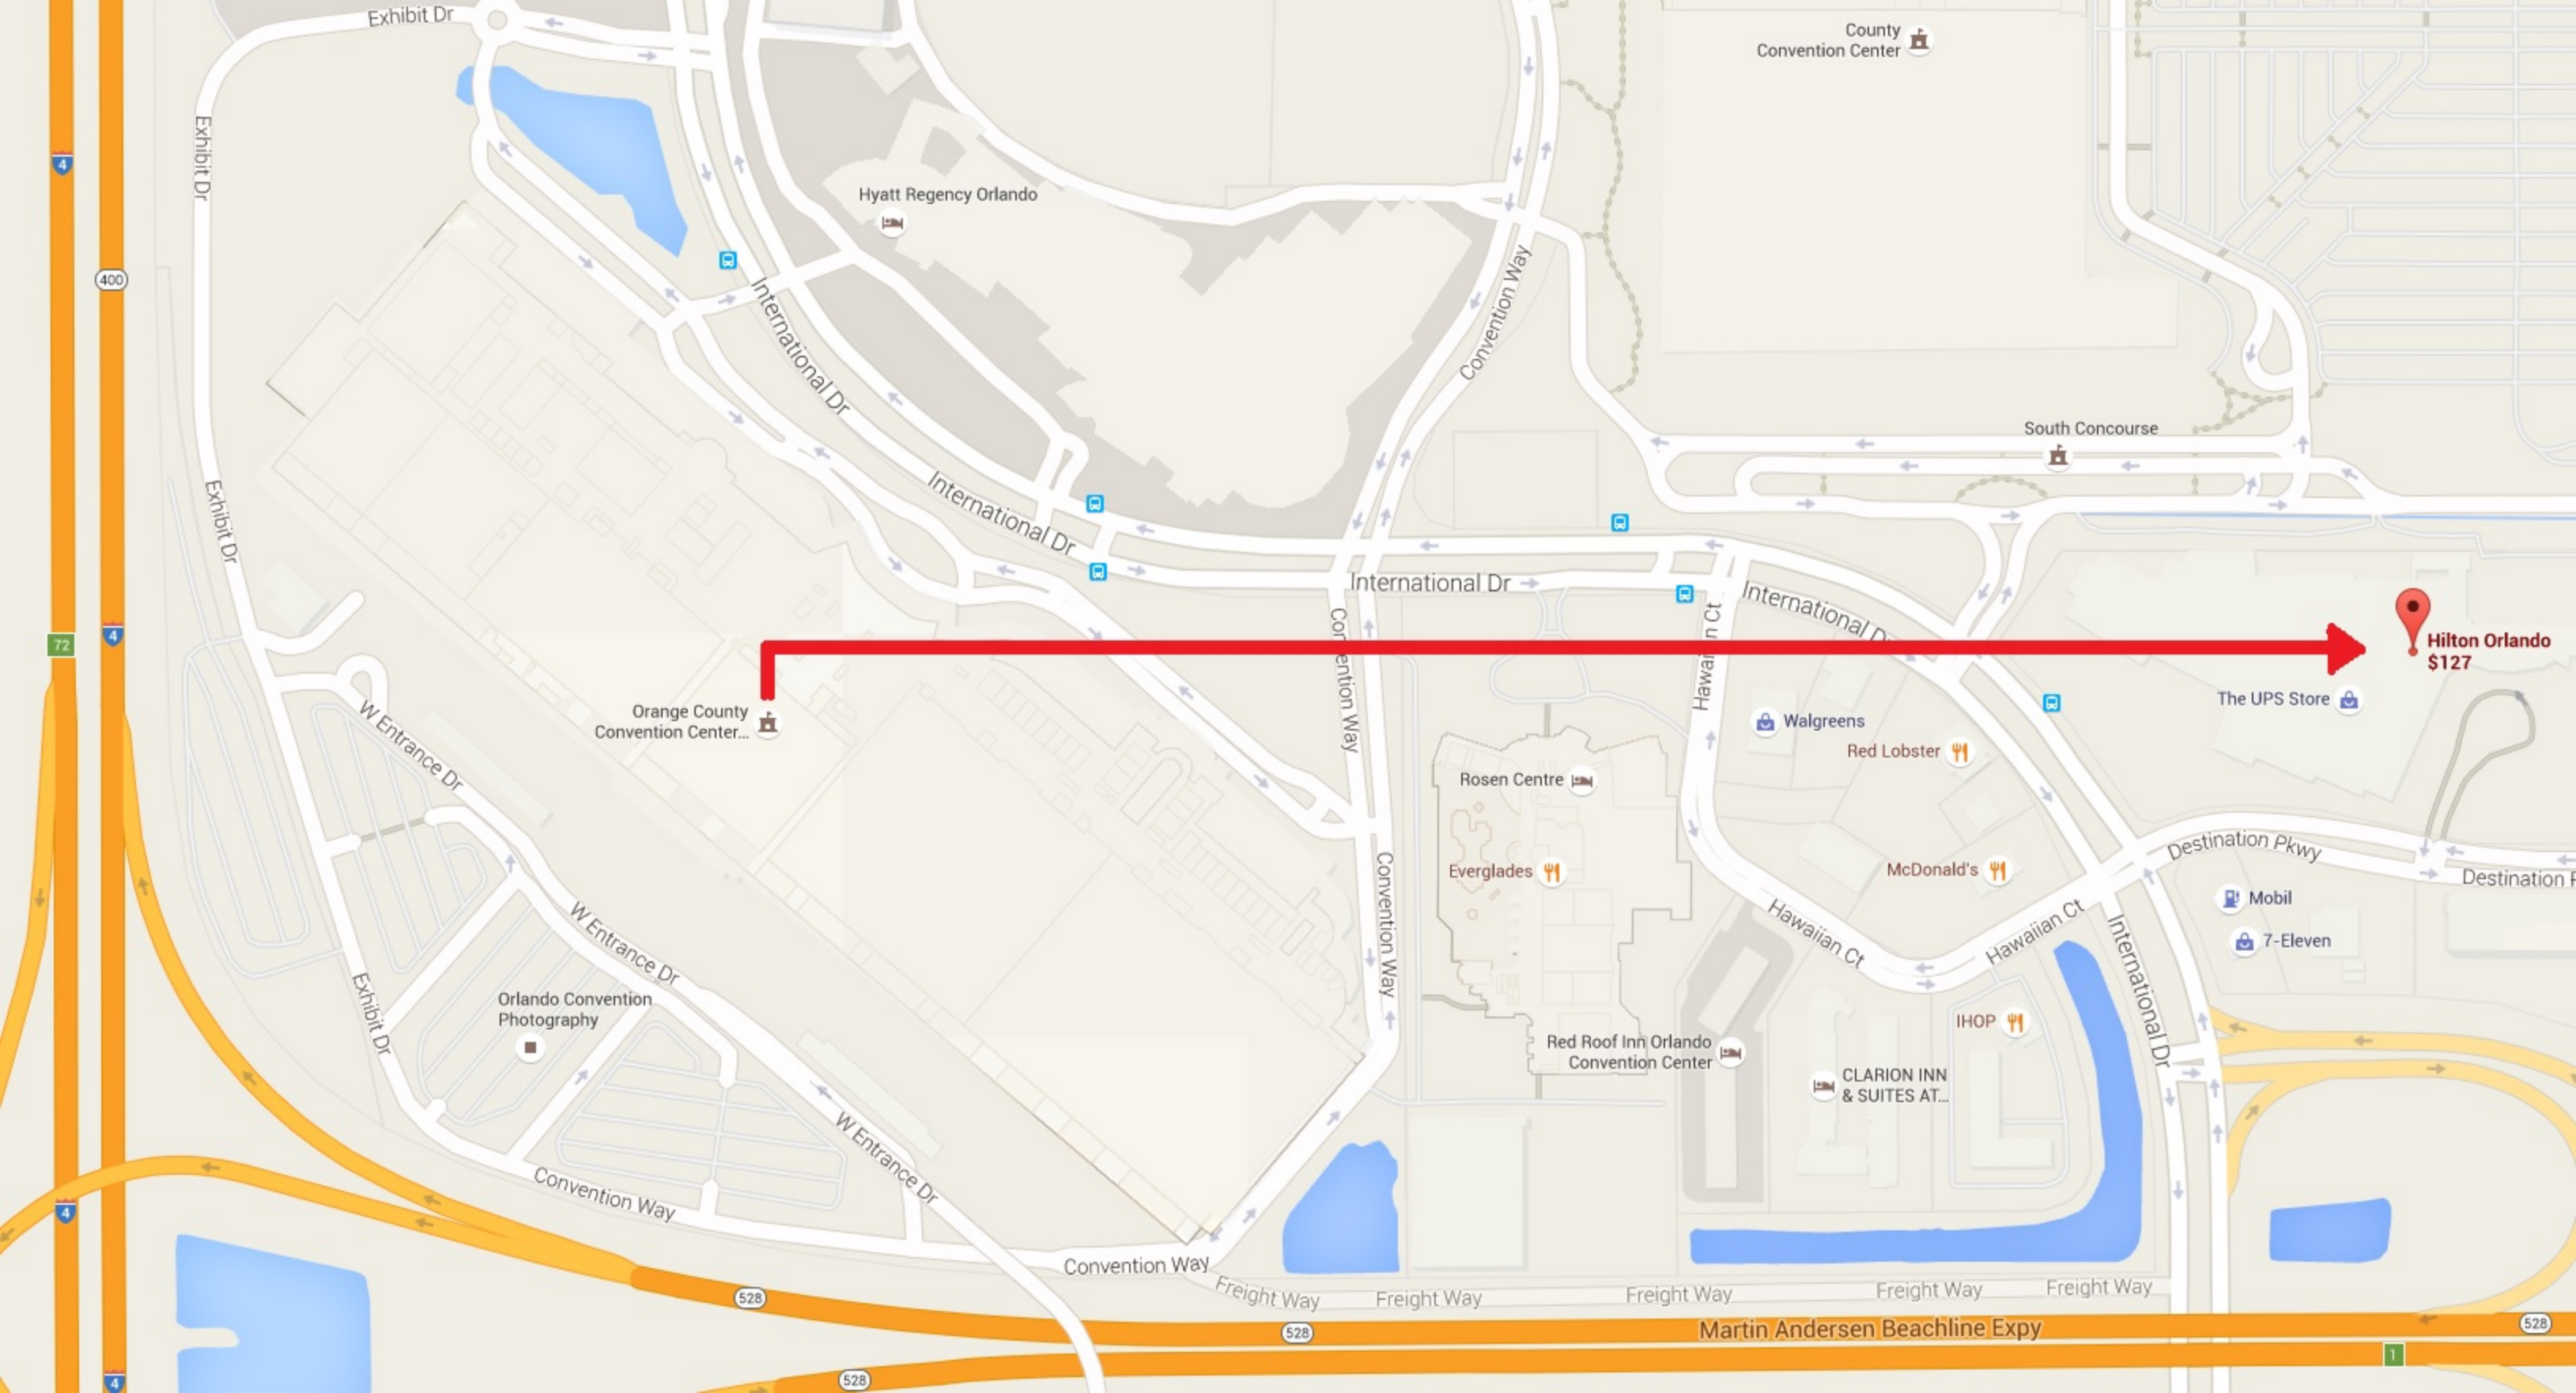 Exhibit Dr
County
Convention Center
4
Exhibit Dr
Hyatt Regency Orlando
400
Convention Way
International Dr
South Concourse
Exhibit Dr
International Dr
International Dr
International Dr
Hawaiian Ct
Convention Way
4
72
Hilton Orlando
$127
The UPS Store
Orange County
Convention Center...
Walgreens
Red Lobster
W Entrance Dr
Rosen Centre
Destination Pkwy
Everglades
McDonald's
Destination P
Mobil
Convention Way
Hawaiian Ct
Hawaiian Ct
7-Eleven
W Entrance Dr
International Dr
Exhibit Dr
Orlando Convention
Photography
IHOP
Red Roof Inn Orlando
Convention Center
CLARION INN
& SUITES AT...
W Entrance Dr
Convention Way
4
Convention Way
Freight Way
Freight Way
Freight Way
Freight Way
Freight Way
528
528
Martin Andersen Beachline Expy
528
1
528
4